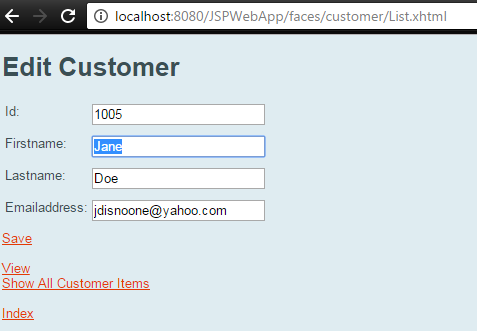 localhost:8080/JSPWebApp/faces/customer/List.xhtml
Edit Customer
Id: 1005
Firstname: Jane
Lastname: Doe
Emailaddress: jdisnoone@yahoo.com
Save
View
Show All Customer Items
Index